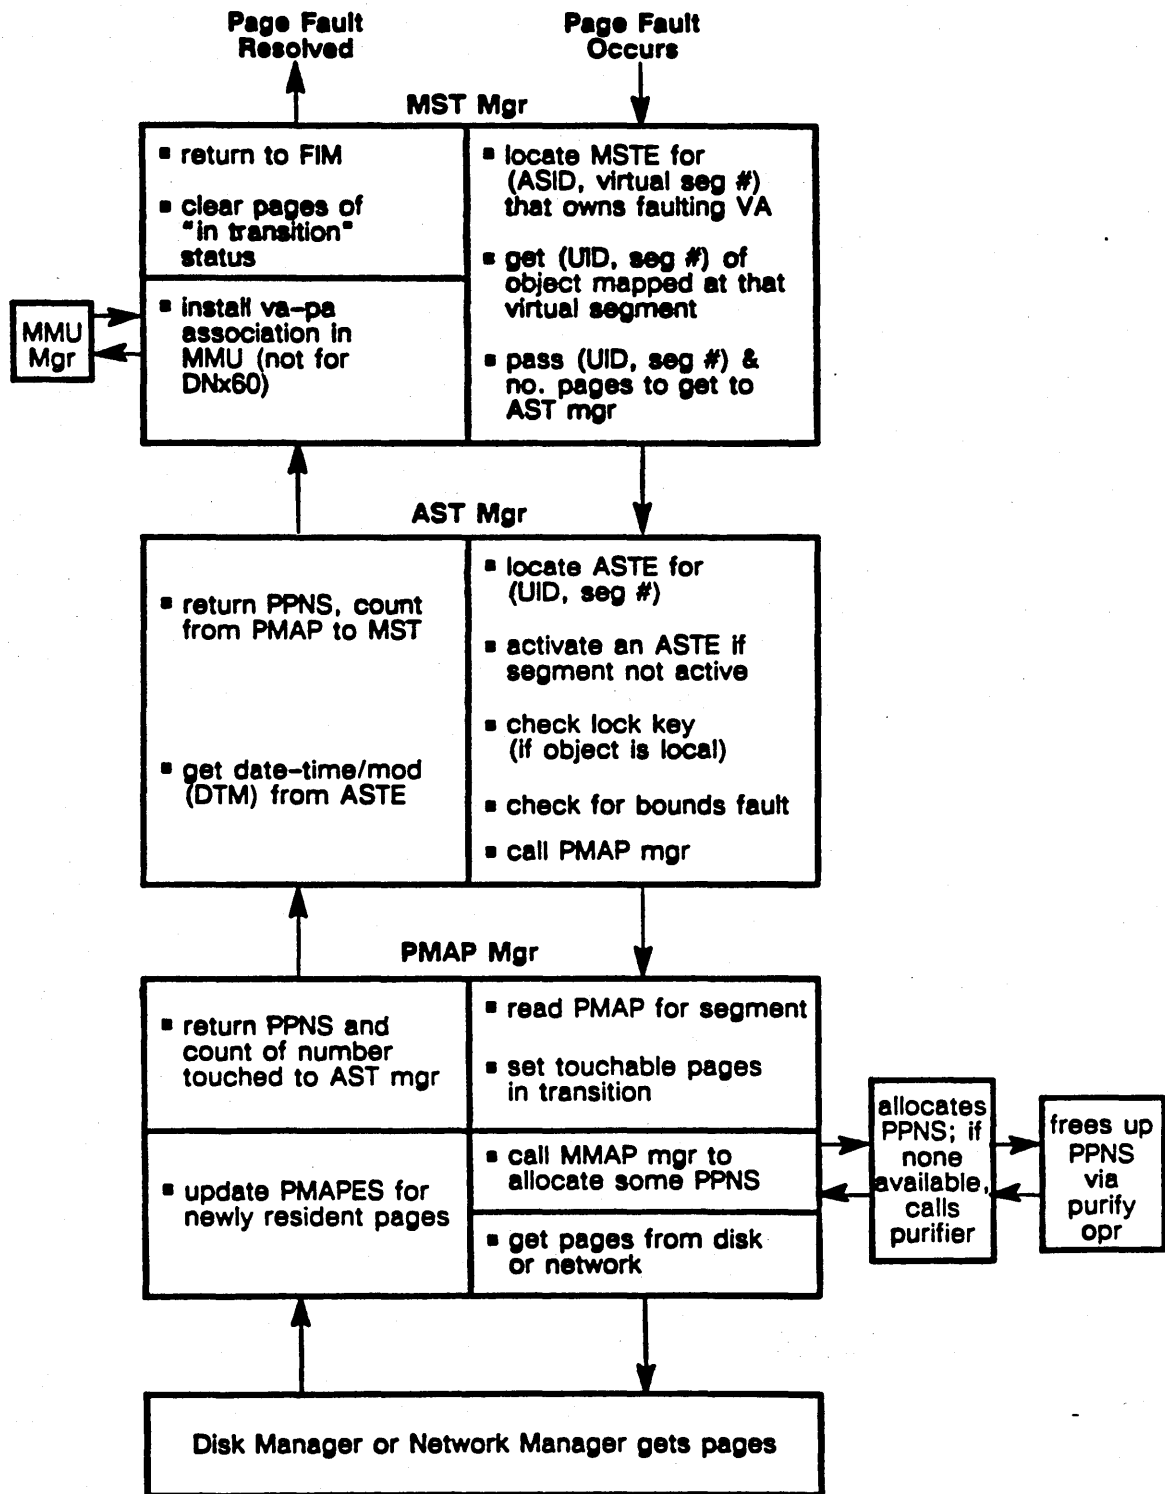 Page Fault
Resolved
Page Fault
Occurs
MST Mgr
▪ return to FIM
▪ clear pages of
"in transition"
status
▪ install va-pa
association in
MMU (not for
DNx60)
▪ locate MSTE for
(ASID, virtual seg #)
that owns faulting VA
▪ get (UID, seg #) of
object mapped at that
virtual segment
▪ pass (UID, seg #) &
no. pages to get to
AST mgr
MMU
Mgr
AST Mgr
▪ return PPNS, count
from PMAP to MST
▪ get date-time/mod
(DTM) from ASTE
▪ locate ASTE for
(UID, seg #)
▪ activate an ASTE if
segment not active
▪ check lock key
(if object is local)
▪ check for bounds fault
▪ call PMAP mgr
PMAP Mgr
▪ return PPNS and
count of number
touched to AST mgr
▪ update PMAPES for
newly resident pages
▪ read PMAP for segment
▪ set touchable pages
in transition
▪ call MMAP mgr to
allocate some PPNS
▪ get pages from disk
or network
allocates
PPNS; if
none
available,
calls
purifier
frees up
PPNS
via
purify
opr
Disk Manager or Network Manager gets pages